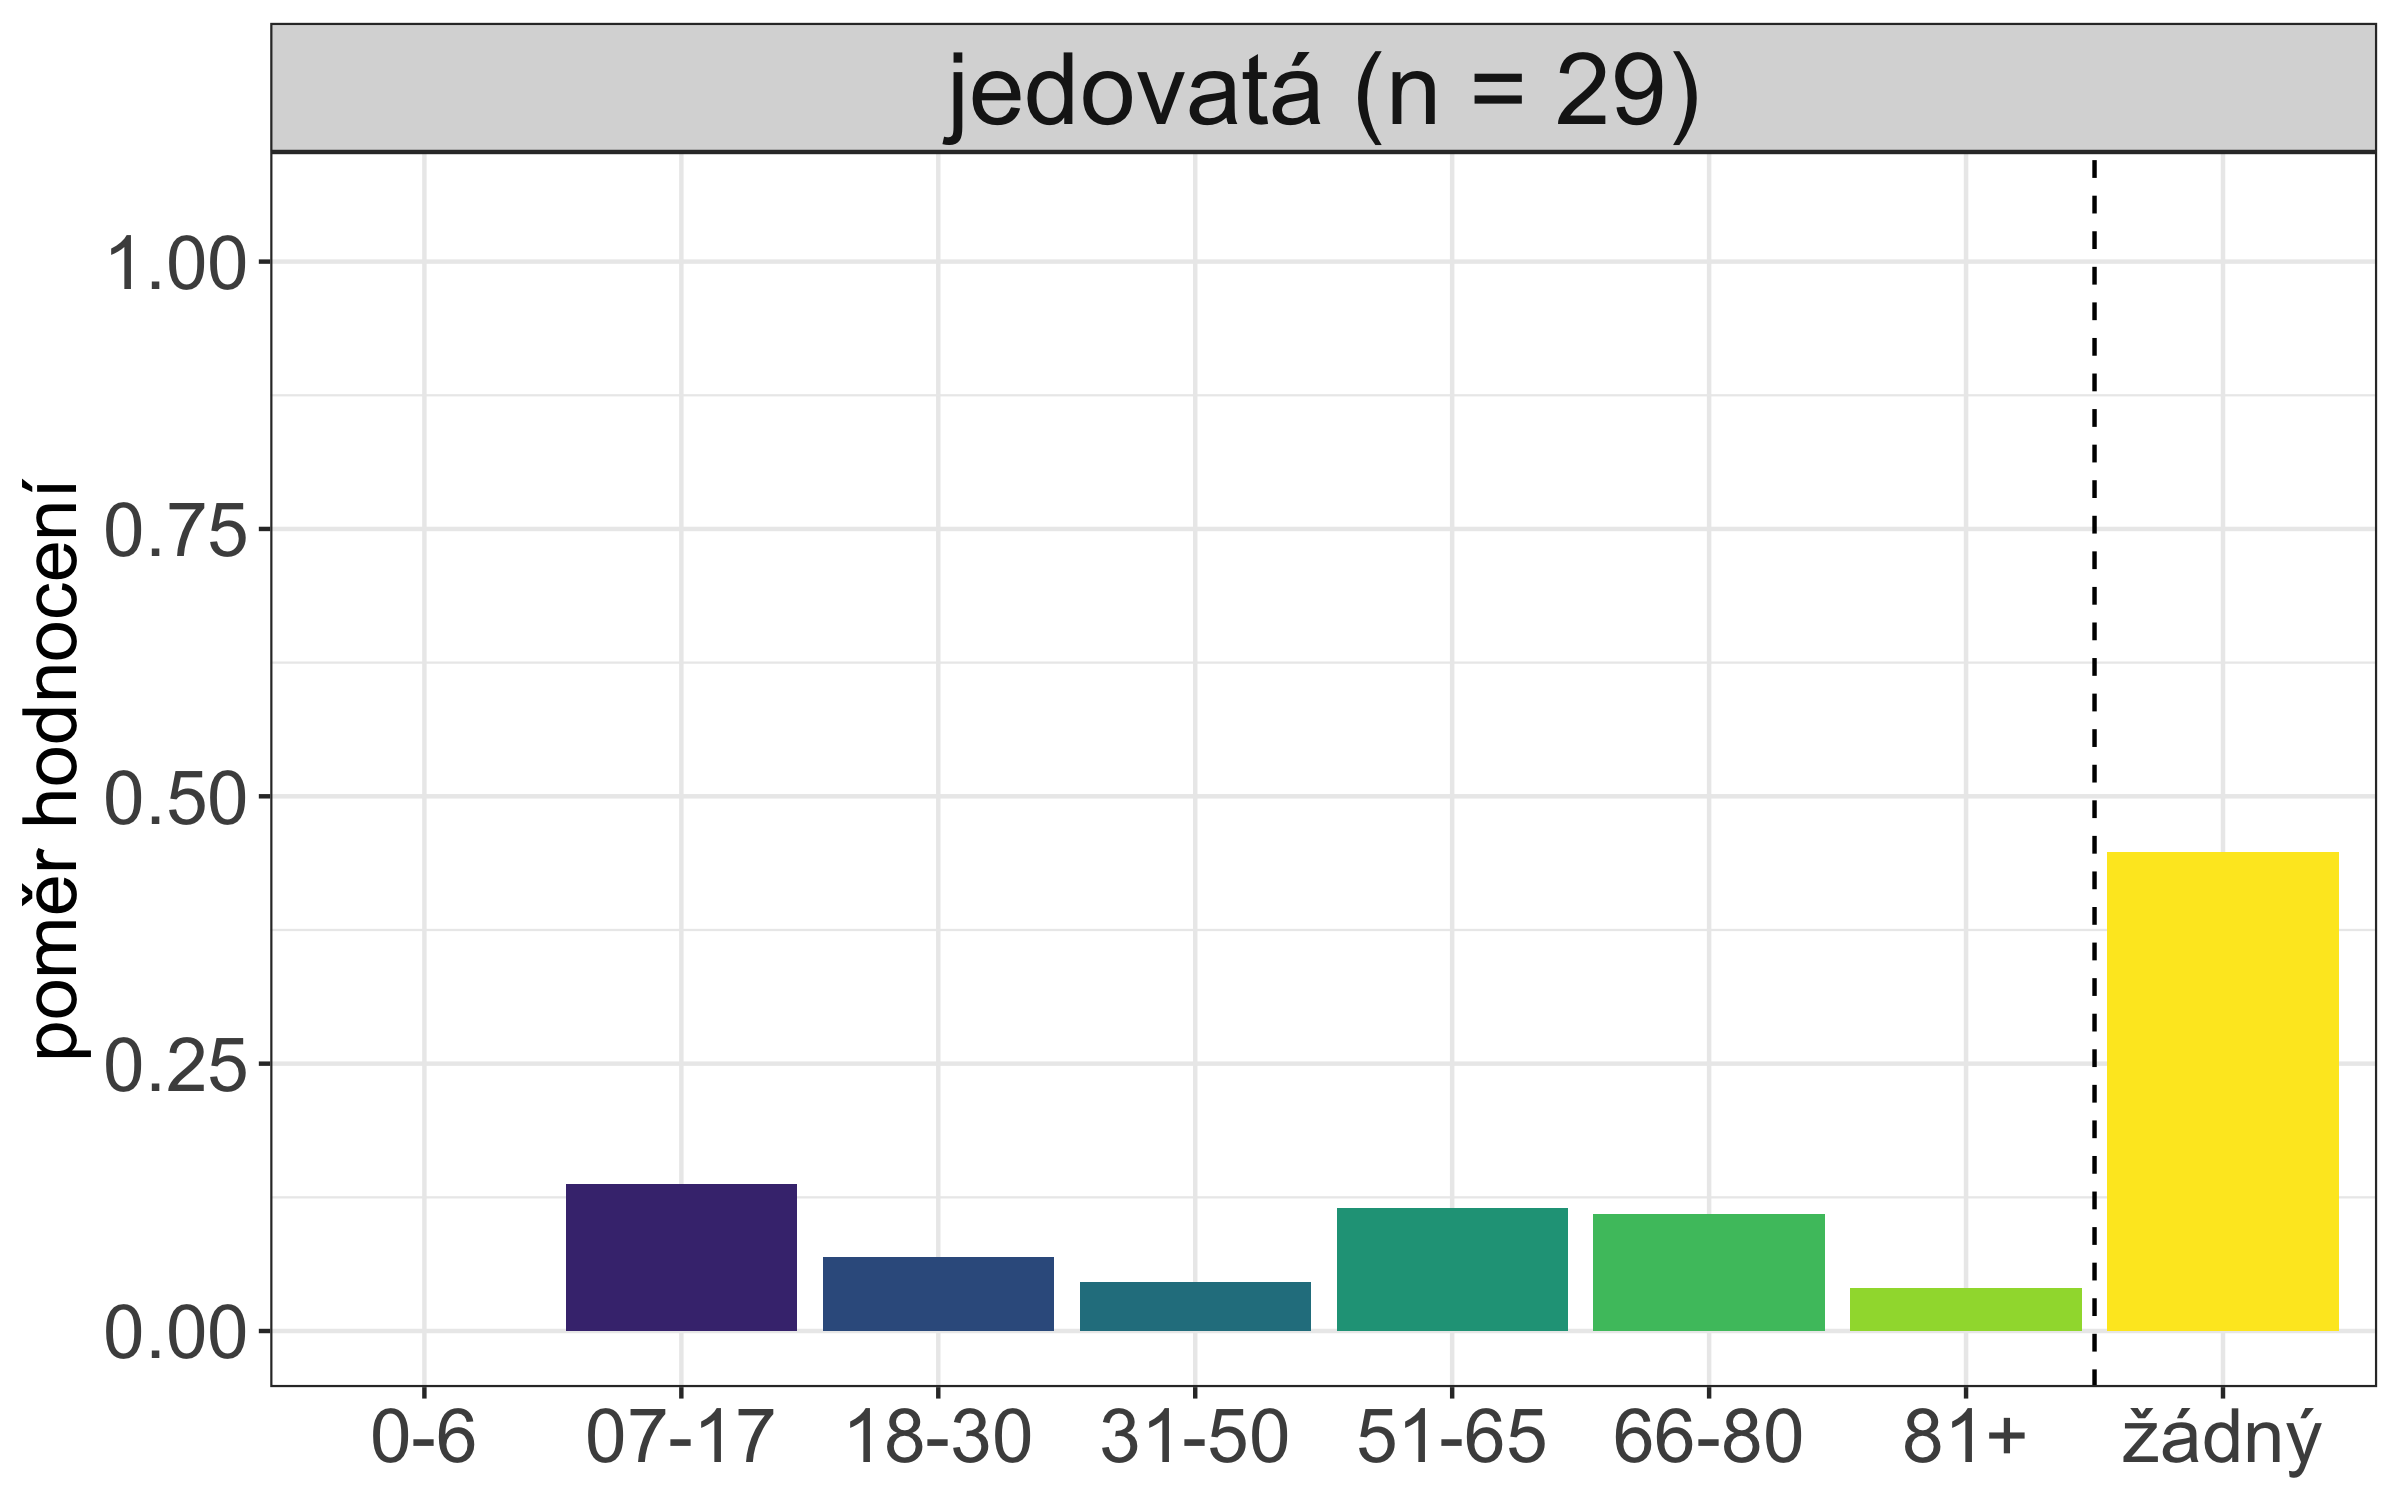 jedovatá (n = 29)
poměr hodnocení
1.00
0.75
0.50
0.25
0.00
0-6 07-17 18-30 31-50 51-65 66-80 81+ žádný